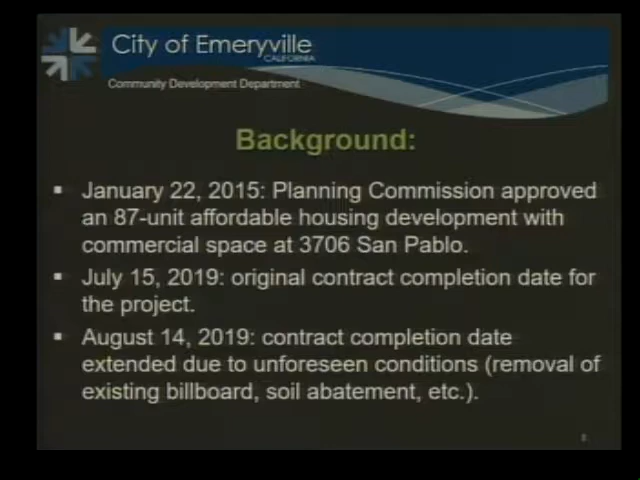 City of Emeryville
CALIFORNIA
Community Development Department
Background:
▪ January 22, 2015: Planning Commission approved
an 87-unit affordable housing development with
commercial space at 3706 San Pablo.
▪ July 15, 2019: original contract completion date for
the project.
▪ August 14, 2019: contract completion date
extended due to unforeseen conditions (removal of
existing billboard, soil abatement, etc.).